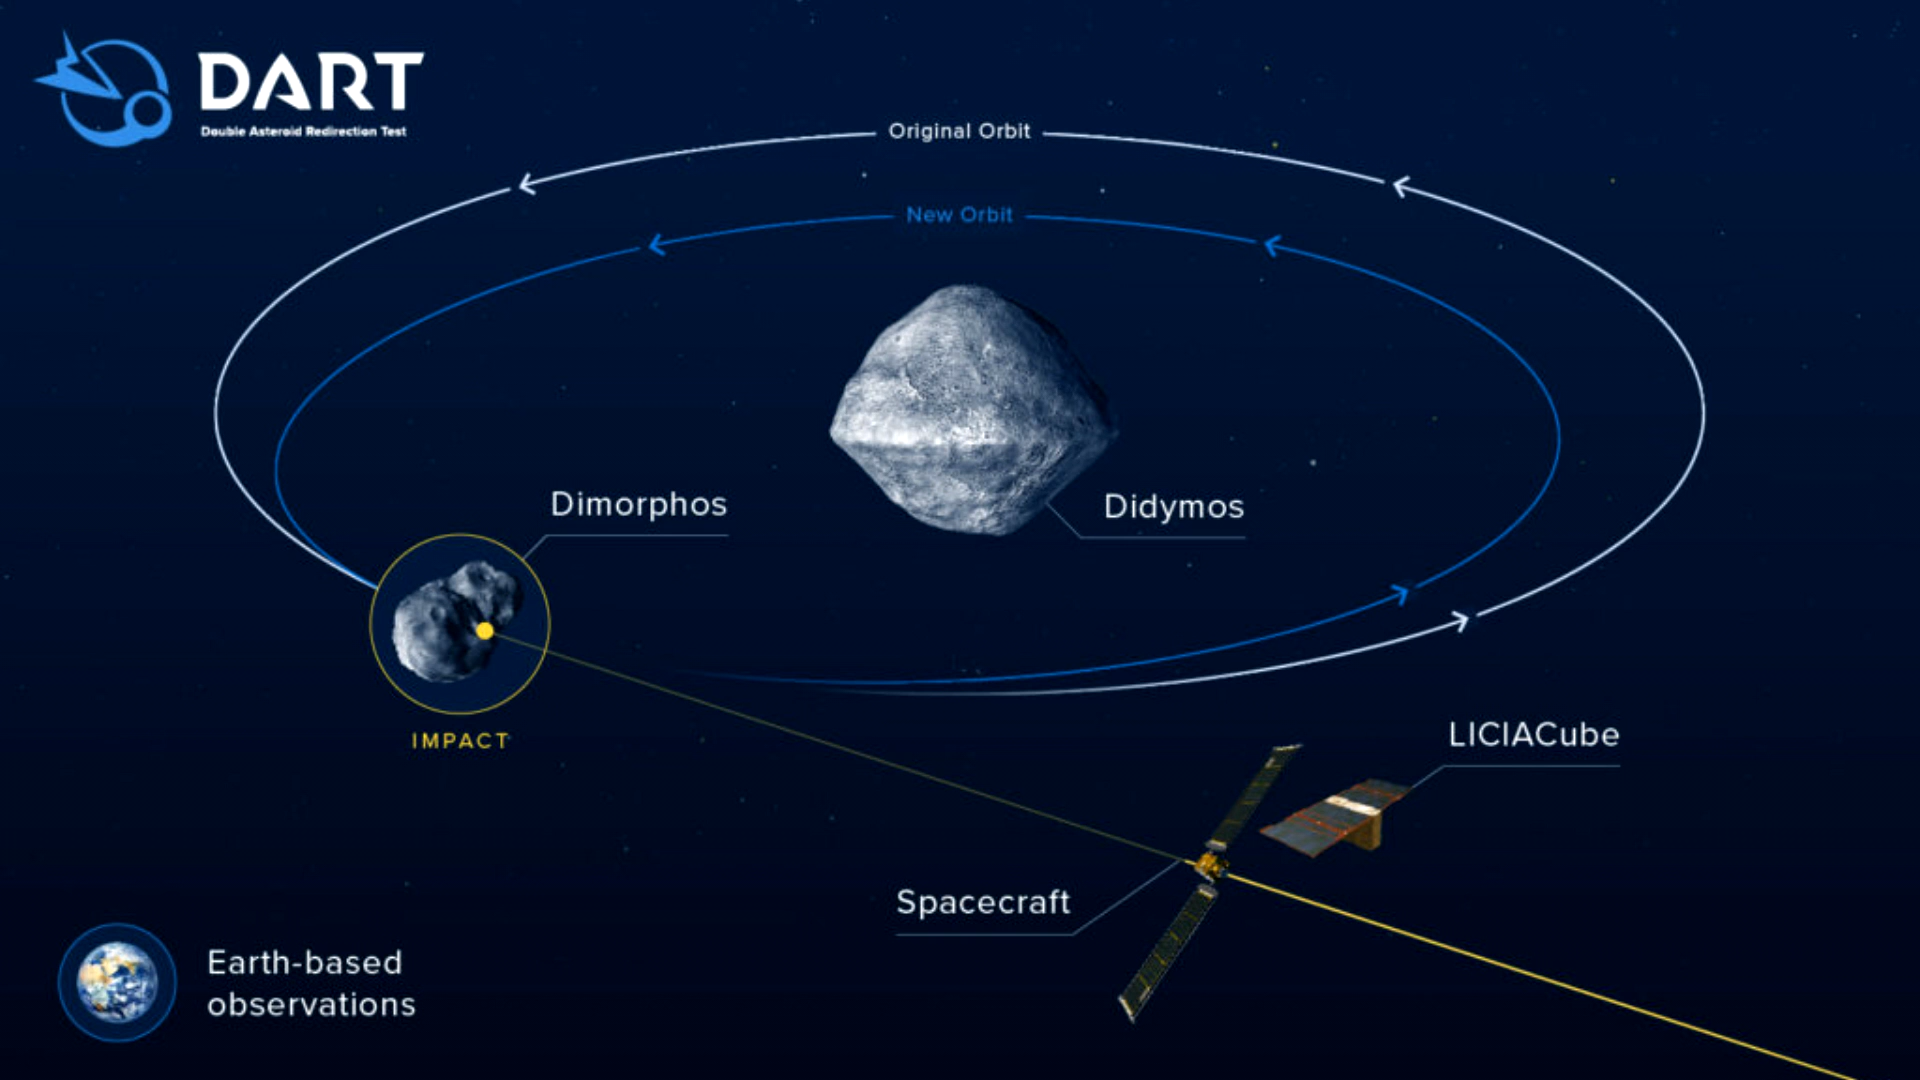 DART
Double Asteroid Redirection Test
Original Orbit
New Orbit
Dimorphos
Didymos
IMPACT
LICIACube
Spacecraft
Earth-based
observations